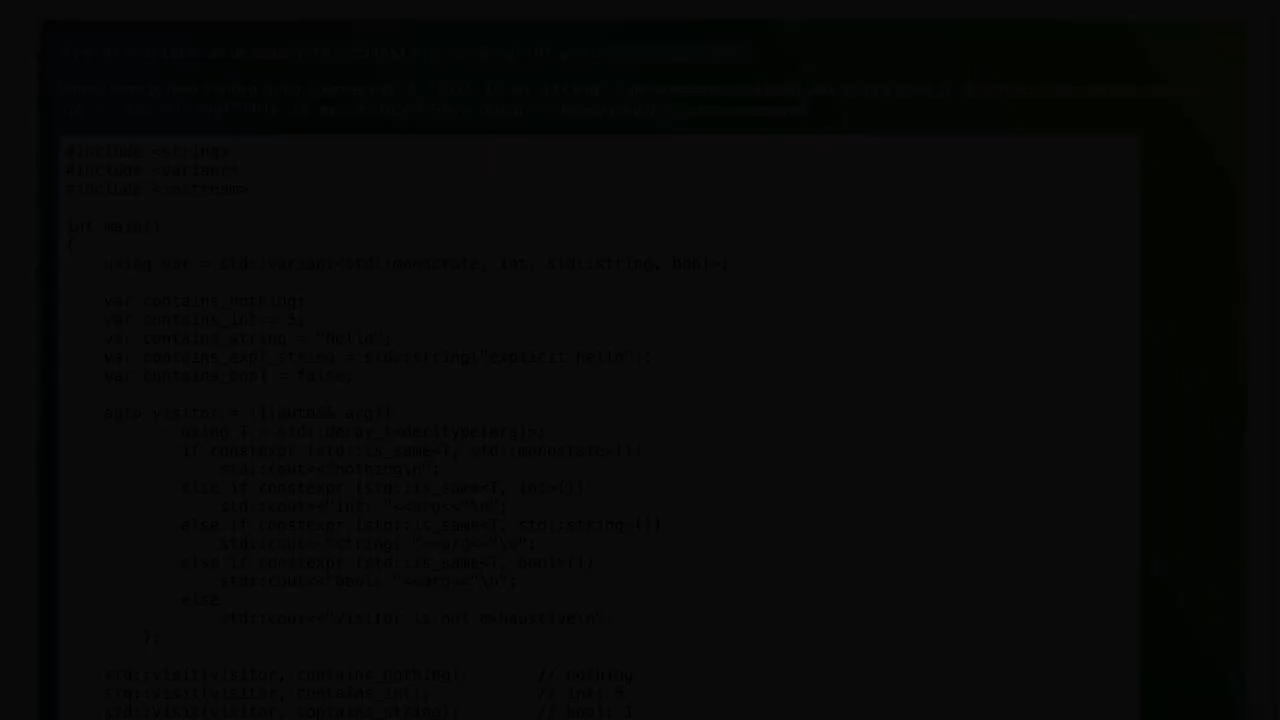 #include <string>
#include <variant>
#include <iostream>
int main()
{
    using var = std::variant<std::monostate, int, std::string, bool>;
    var contains_nothing;
    var contains_int = 5;
    var contains_string = "hello";
    var contains_expl_string = std::string("explicit hello");
    var contains_bool = false;
    auto visitor = [](auto&& arg){
            using T = std::decay_t<decltype(arg)>;
            if constexpr (std::is_same<T, std::monostate>())
                std::cout<<"nothing\n";
            else if constexpr (std::is_same<T, int>())
                std::cout<<"int: "<<arg<<"\n";
            else if constexpr (std::is_same<T, std::string>())
                std::cout<<"string: "<<arg<<"\n";
            else if constexpr (std::is_same<T, bool>())
                std::cout<<"bool: "<<arg<<"\n";
            else
                std::cout<<"Visitor is not exhaustive\n";
        };
    std::visit(visitor, contains_nothing);        // nothing
    std::visit(visitor, contains_int);            // int: 5
    std::visit(visitor, contains_string);         // bool: 1